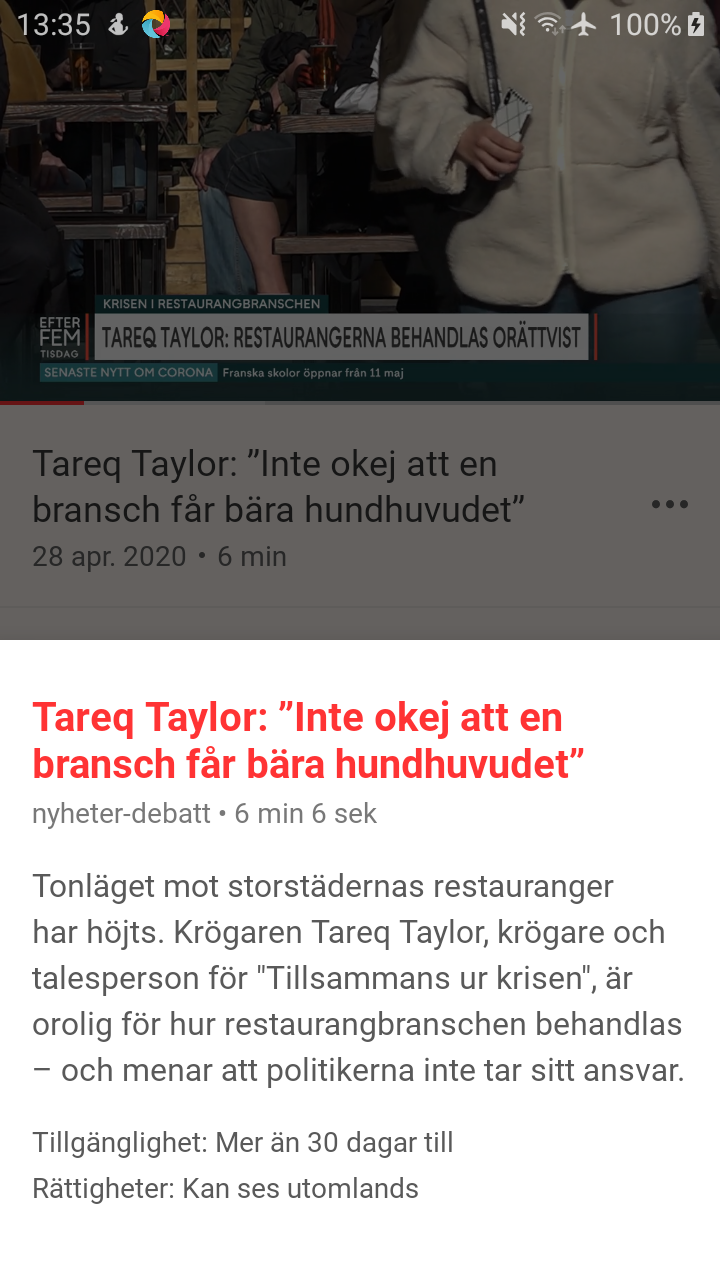 13:35
100%
KRISEN I RESTAURANGBRANSCHEN
EFTER
FEM
TISDAG
TAREQ TAYLOR: RESTAURANGERNA BEHANDLAS ORÄTTVIST
SENASTE NYTT OM CORONA Franska skolor öppnar från 11 maj
Tareq Taylor: ”Inte okej att en
bransch får bära hundhuvudet”
28 apr. 2020 • 6 min
Tareq Taylor: ”Inte okej att en
bransch får bära hundhuvudet”
nyheter-debatt • 6 min 6 sek
Tonläget mot storstädernas restauranger
har höjts. Krögaren Tareq Taylor, krögare och
talesperson för "Tillsammans ur krisen", är
orolig för hur restaurangbranschen behandlas
– och menar att politikerna inte tar sitt ansvar.
Tillgänglighet: Mer än 30 dagar till
Rättigheter: Kan ses utomlands